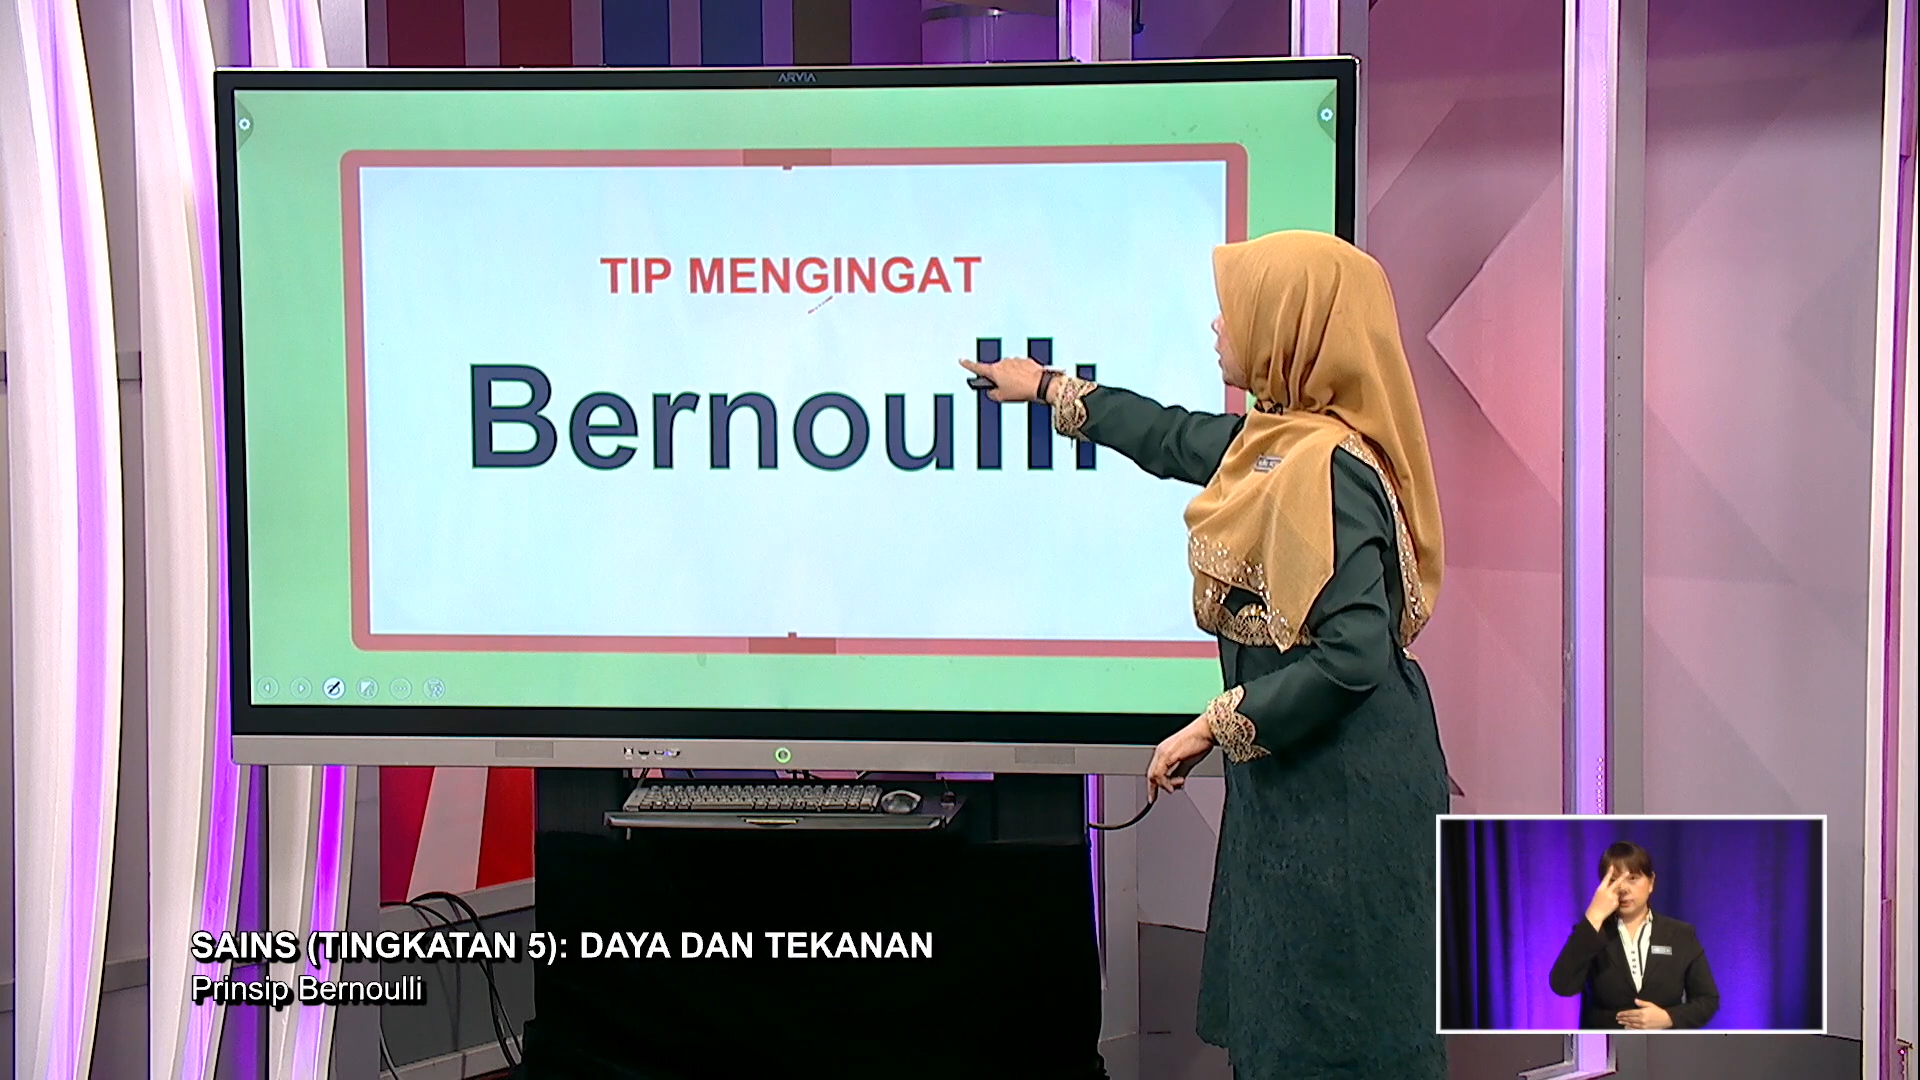 ARVIA
TIP MENGINGAT
Bernoulli
SAINS (TINGKATAN 5): DAYA DAN TEKANAN
Prinsip Bernoulli